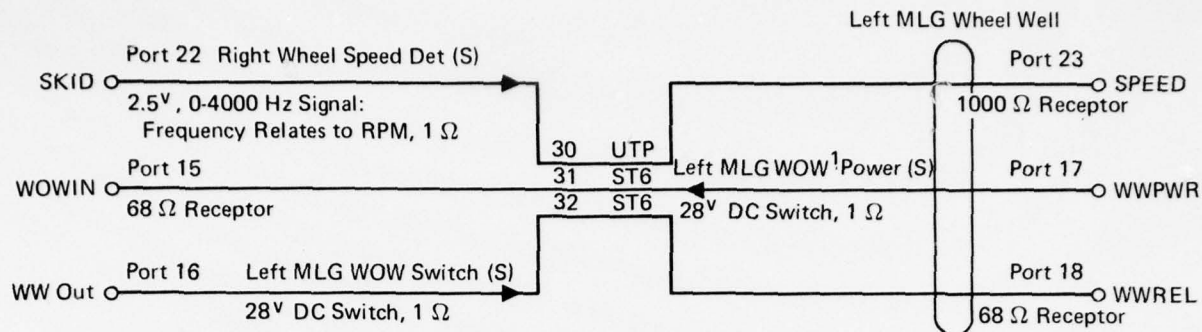 Left MLG Wheel Well
Port 22 Right Wheel Speed Det (S)
Port 23
SKID
SPEED
2.5V, 0-4000 Hz Signal:
Frequency Relates to RPM, 1 Ω
1000 Ω Receptor
30 UTP
Port 15
31 ST6
Left MLG WOW 1 Power (S)
Port 17
WOWIN
WWPWR
68 Ω Receptor
32 ST6
28V DC Switch, 1 Ω
Port 16 Left MLG WOW Switch (S)
Port 18
WW Out
WWREL
28V DC Switch, 1 Ω
68 Ω Receptor